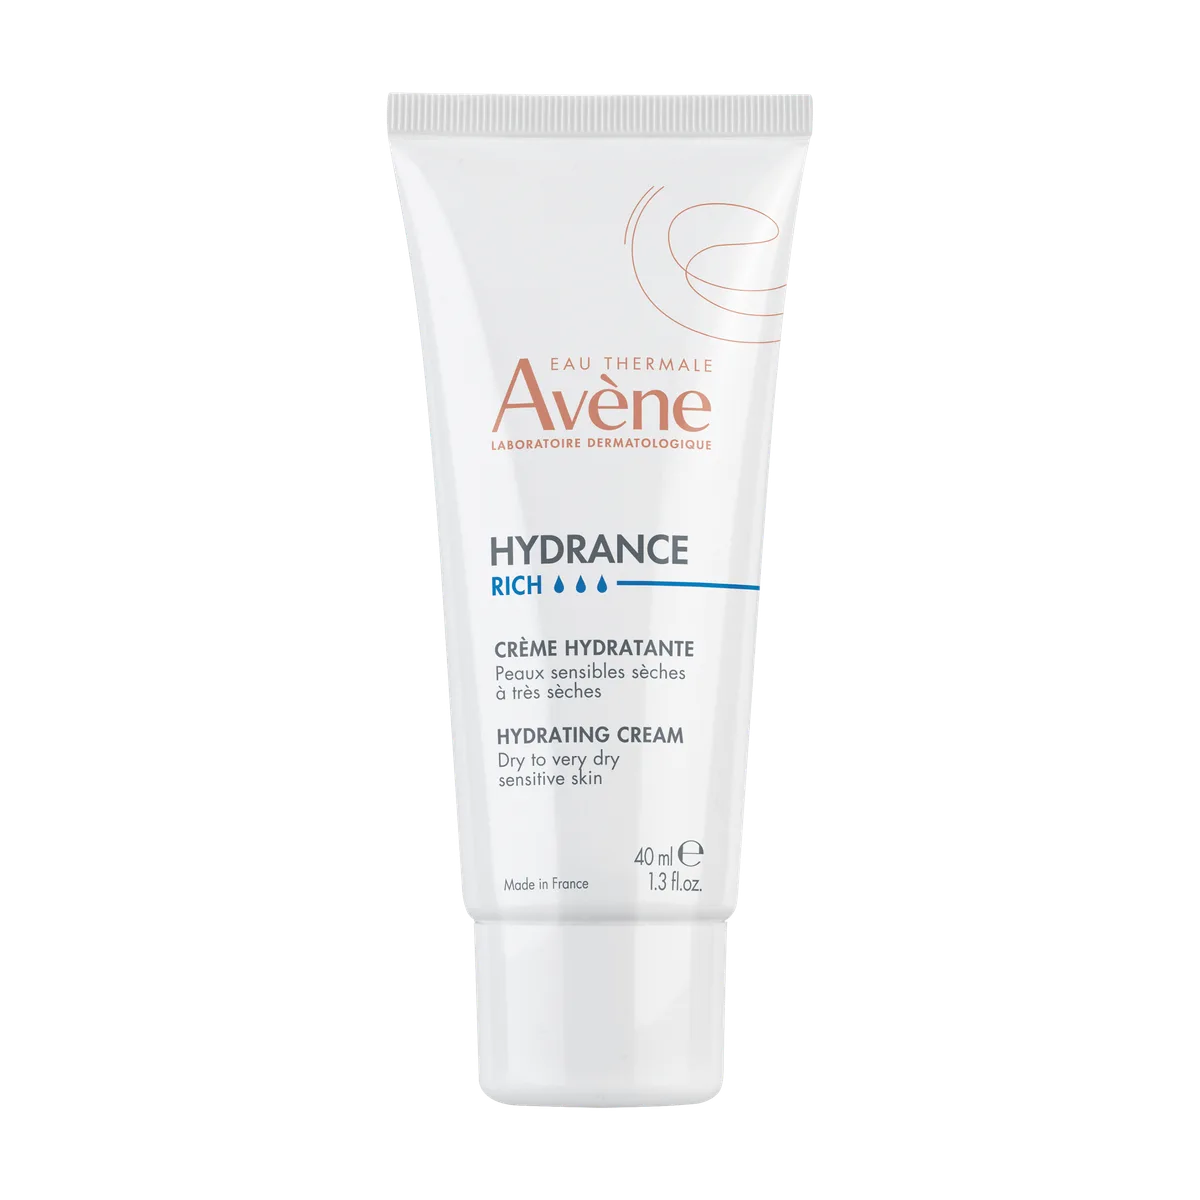 EAU THERMALE
Avène
LABORATOIRE DERMATOLOGIQUE
HYDRANCE
RICH
CRÈME HYDRATANTE
Peaux sensibles sèches
à très sèches
HYDRATING CREAM
Dry to very dry
sensitive skin
40 ml ℮
Made in France
1.3 fl.oz.